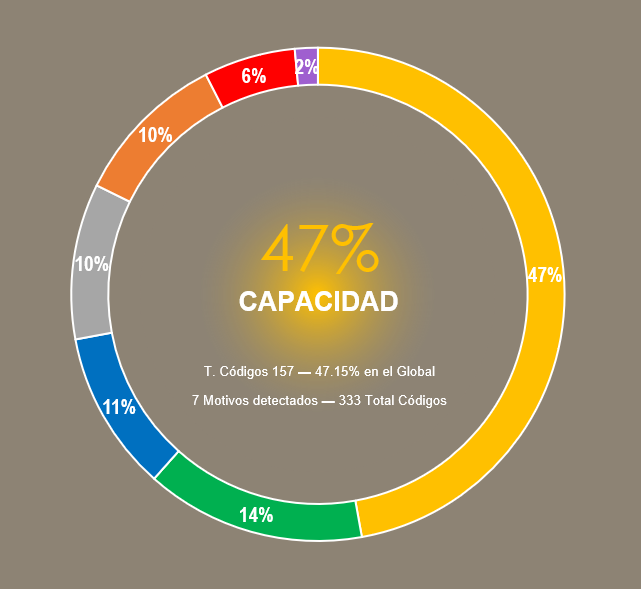 2%
6%
10%
47%
CAPACIDAD
10%
47%
T. Códigos 157 — 47.15% en el Global
7 Motivos detectados — 333 Total Códigos
11%
14%